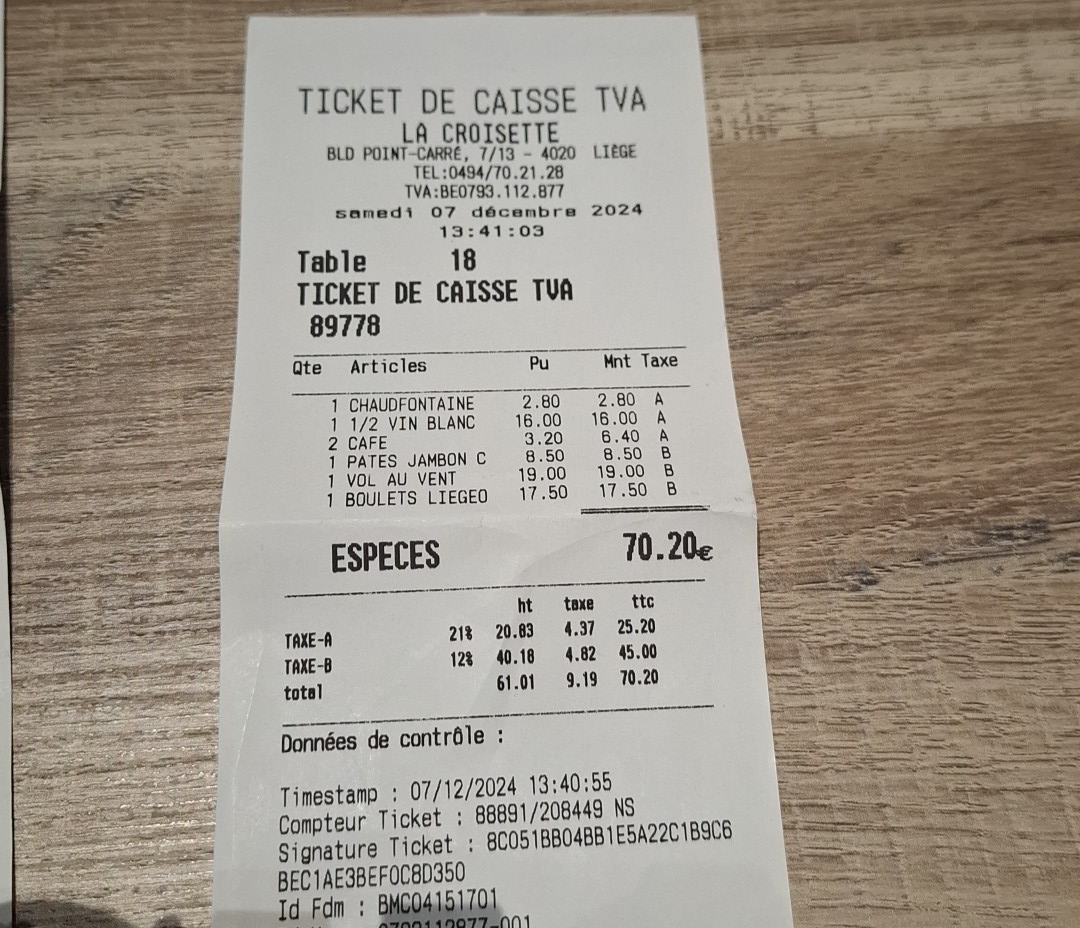 TICKET DE CAISSE TVA
LA CROISETTE
BLD POINT-CARRÉ, 7/13 - 4020 LIÈGE
TEL:0494/70.21.28
TVA:BE0793.112.877
samedi 07 décembre 2024
13:41:03
Table 18
TICKET DE CAISSE TVA
89778
Qte Articles Pu Mnt Taxe
1 CHAUDFONTAINE 2.80 2.80 A
1 1/2 VIN BLANC 16.00 16.00 A
2 CAFE 3.20 6.40 A
1 PATES JAMBON C 8.50 8.50 B
1 VOL AU VENT 19.00 19.00 B
1 BOULETS LIEGEO 17.50 17.50 B
ESPECES 70.20€
ht taxe ttc
TAXE-A 21% 20.83 4.37 25.20
TAXE-B 12% 40.18 4.82 45.00
total 61.01 9.19 70.20
Données de contrôle :
Timestamp : 07/12/2024 13:40:55
Compteur Ticket : 88891/208449 NS
Signature Ticket : 8C051BB04BB1E5A22C1B9C6
BEC1AE3BEF0C8D350
Id Fdm : BMC04151701